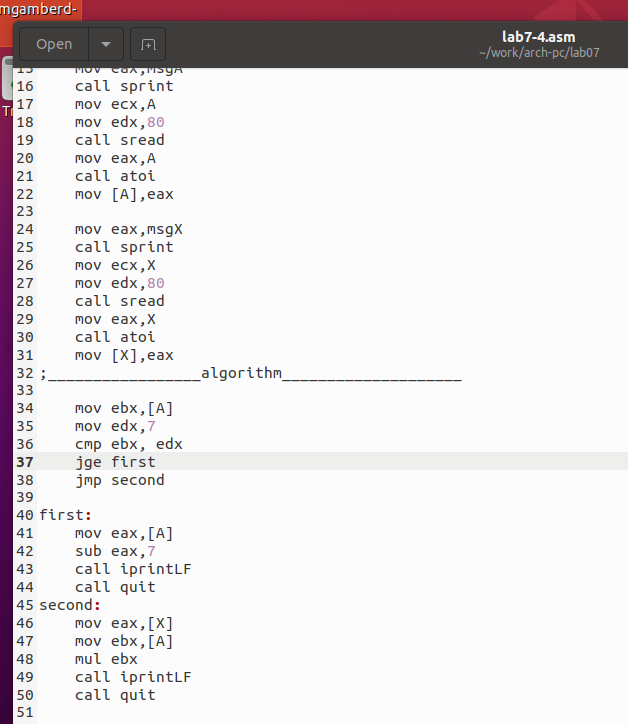 mgamberd-
Open
lab7-4.asm
~/work/arch-pc/lab07
15 mov eax,msgA
16 call sprint
17 mov ecx,A
18 mov edx,80
19 call sread
20 mov eax,A
21 call atoi
22 mov [A],eax
23
24 mov eax,msgX
25 call sprint
26 mov ecx,X
27 mov edx,80
28 call sread
29 mov eax,X
30 call atoi
31 mov [X],eax
32 ;_________________algorithm____________________
33
34 mov ebx,[A]
35 mov edx,7
36 cmp ebx, edx
37 jge first
38 jmp second
39
40 first:
41 mov eax,[A]
42 sub eax,7
43 call iprintLF
44 call quit
45 second:
46 mov eax,[X]
47 mov ebx,[A]
48 mul ebx
49 call iprintLF
50 call quit
51